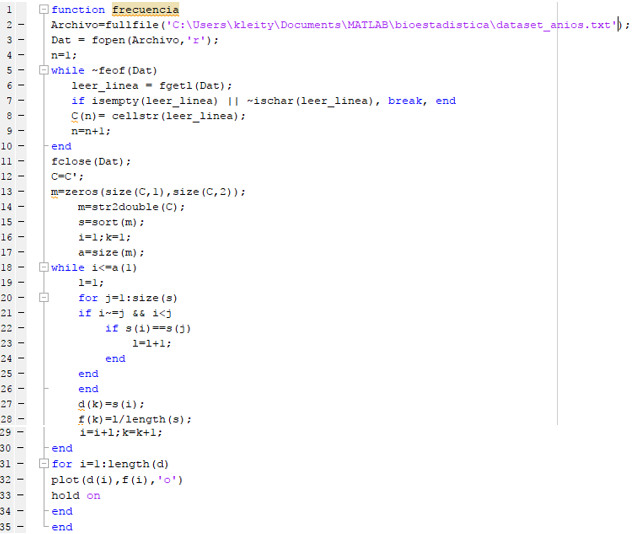 1 function frecuencia
2 - Archivo=fullfile('C:\Users\kleity\Documents\MATLAB\bioestadistica\dataset_anios.txt');
3 - Dat = fopen(Archivo,'r');
4 - n=1;
5 - while ~feof(Dat)
6 - leer_linea = fgetl(Dat);
7 - if isempty(leer_linea) || ~ischar(leer_linea), break, end
8 - C(n)= cellstr(leer_linea);
9 - n=n+1;
10 - end
11 - fclose(Dat);
12 - C=C';
13 - m=zeros(size(C,1),size(C,2));
14 - m=str2double(C);
15 - s=sort(m);
16 - i=1;k=1;
17 - a=size(m);
18 - while i<=a(1)
19 - l=1;
20 - for j=1:size(s)
21 - if i~=j && i<j
22 - if s(i)==s(j)
23 - l=l+1;
24 - end
25 - end
26 - end
27 - d(k)=s(i);
28 - f(k)=l/length(s);
29 - i=i+1;k=k+1;
30 - end
31 - for i=1:length(d)
32 - plot(d(i),f(i),'o')
33 - hold on
34 - end
35 - end